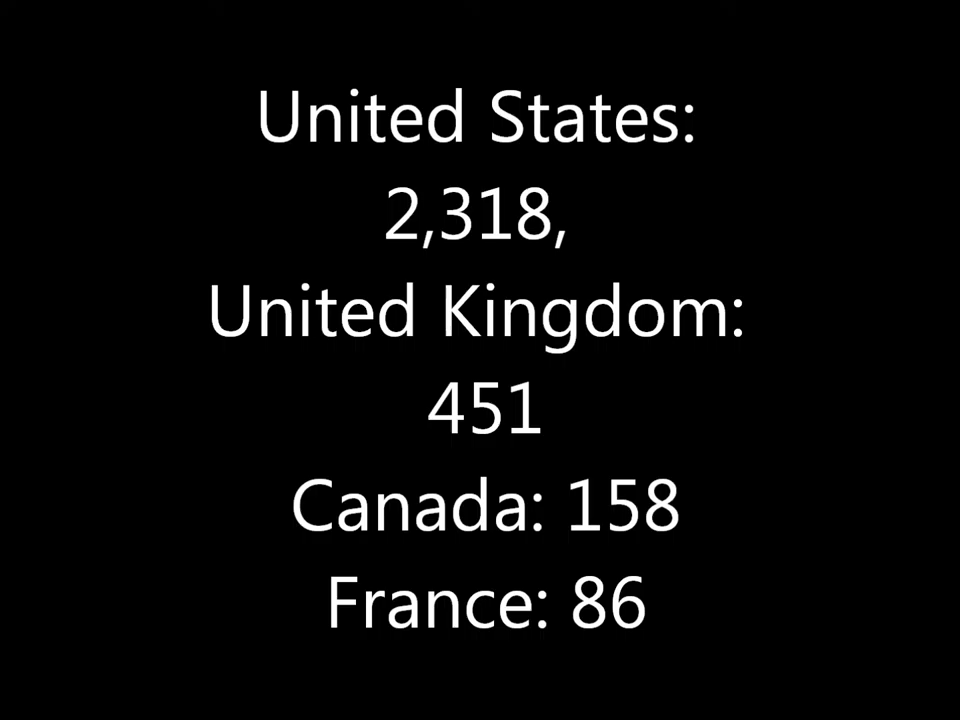 United States:
2,318,
United Kingdom:
451
Canada: 158
France: 86